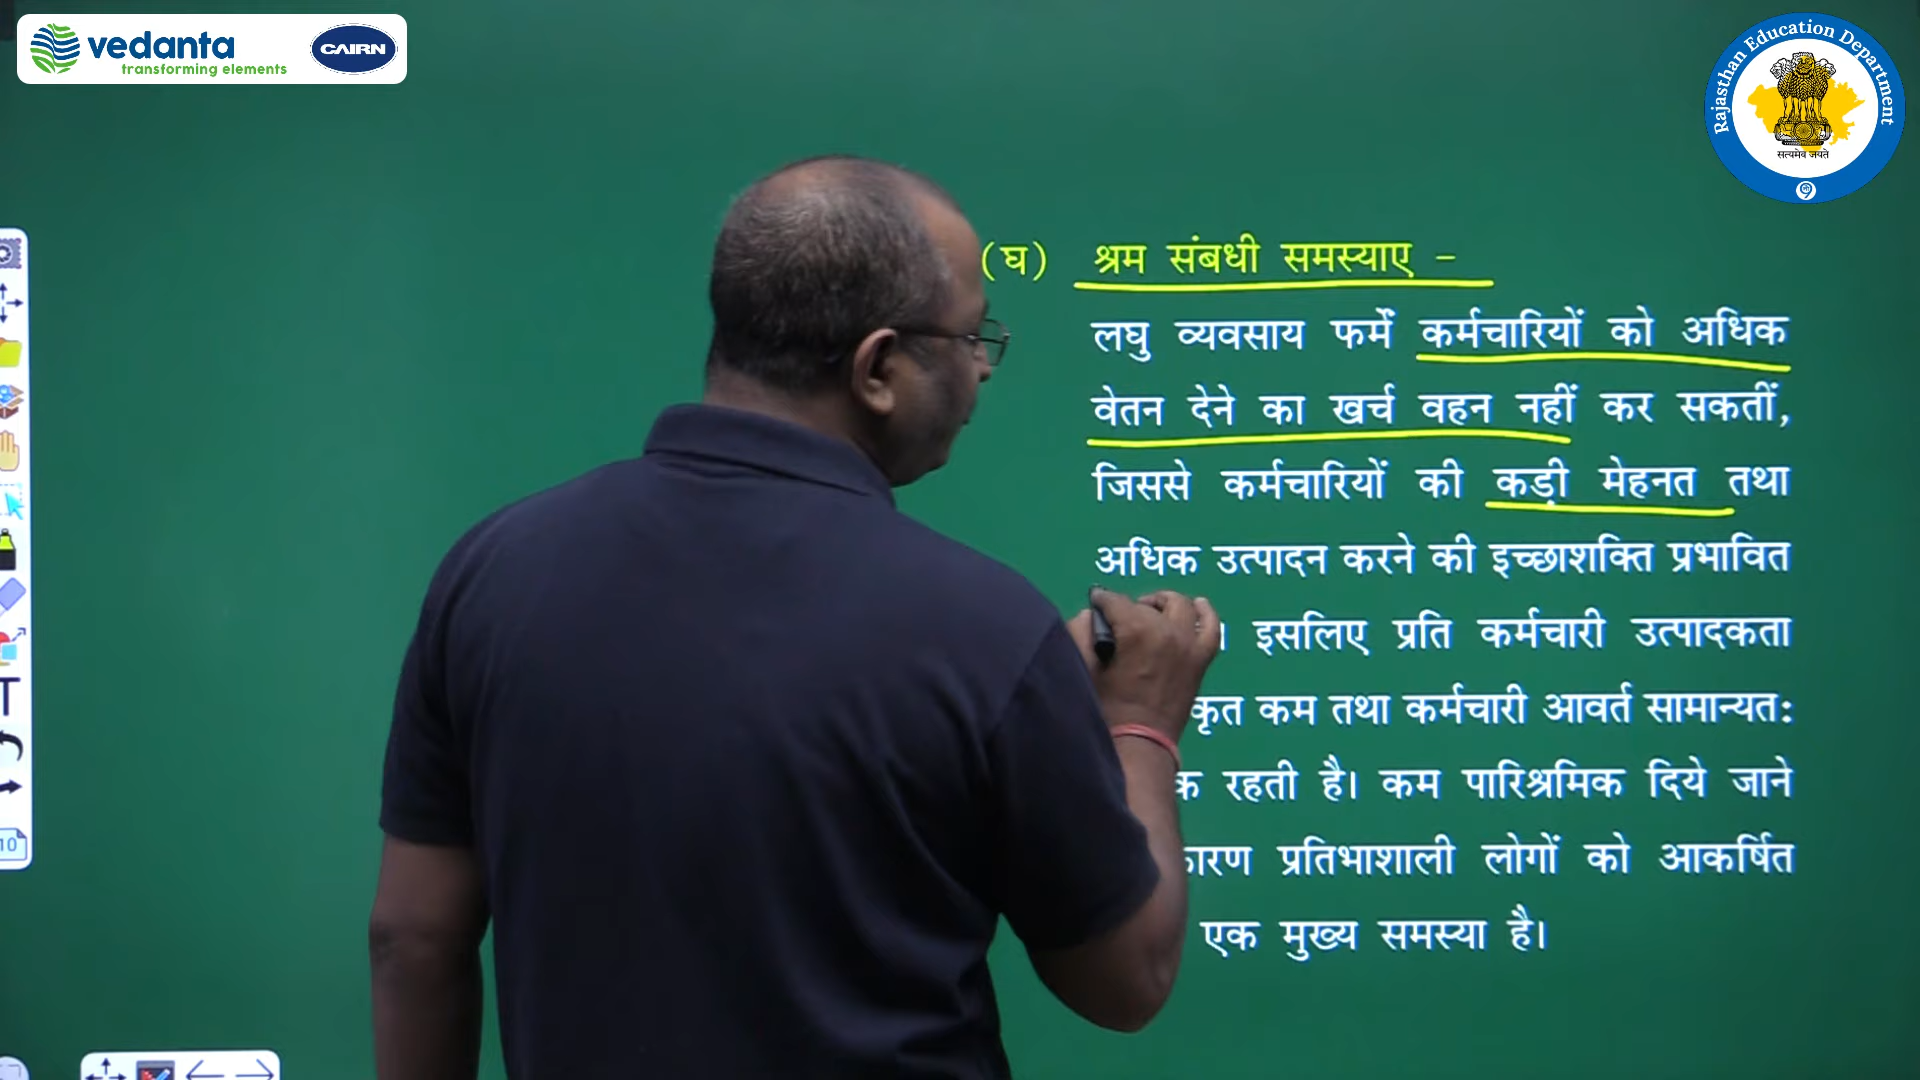 vedanta
transforming elements
CAIRN
Rajasthan Education Department
सत्यमेव जयते
(घ) श्रम संबधी समस्याए -
लघु व्यवसाय फर्में कर्मचारियों को अधिक
वेतन देने का खर्च वहन नहीं कर सकतीं,
जिससे कर्मचारियों की कड़ी मेहनत तथा
अधिक उत्पादन करने की इच्छाशक्ति प्रभावित
। इसलिए प्रति कर्मचारी उत्पादकता
कम तथा कर्मचारी आवर्त सामान्यतः
रहती है। कम पारिश्रमिक दिये जाने
प्रतिभाशाली लोगों को आकर्षित
एक मुख्य समस्या है।
T
10